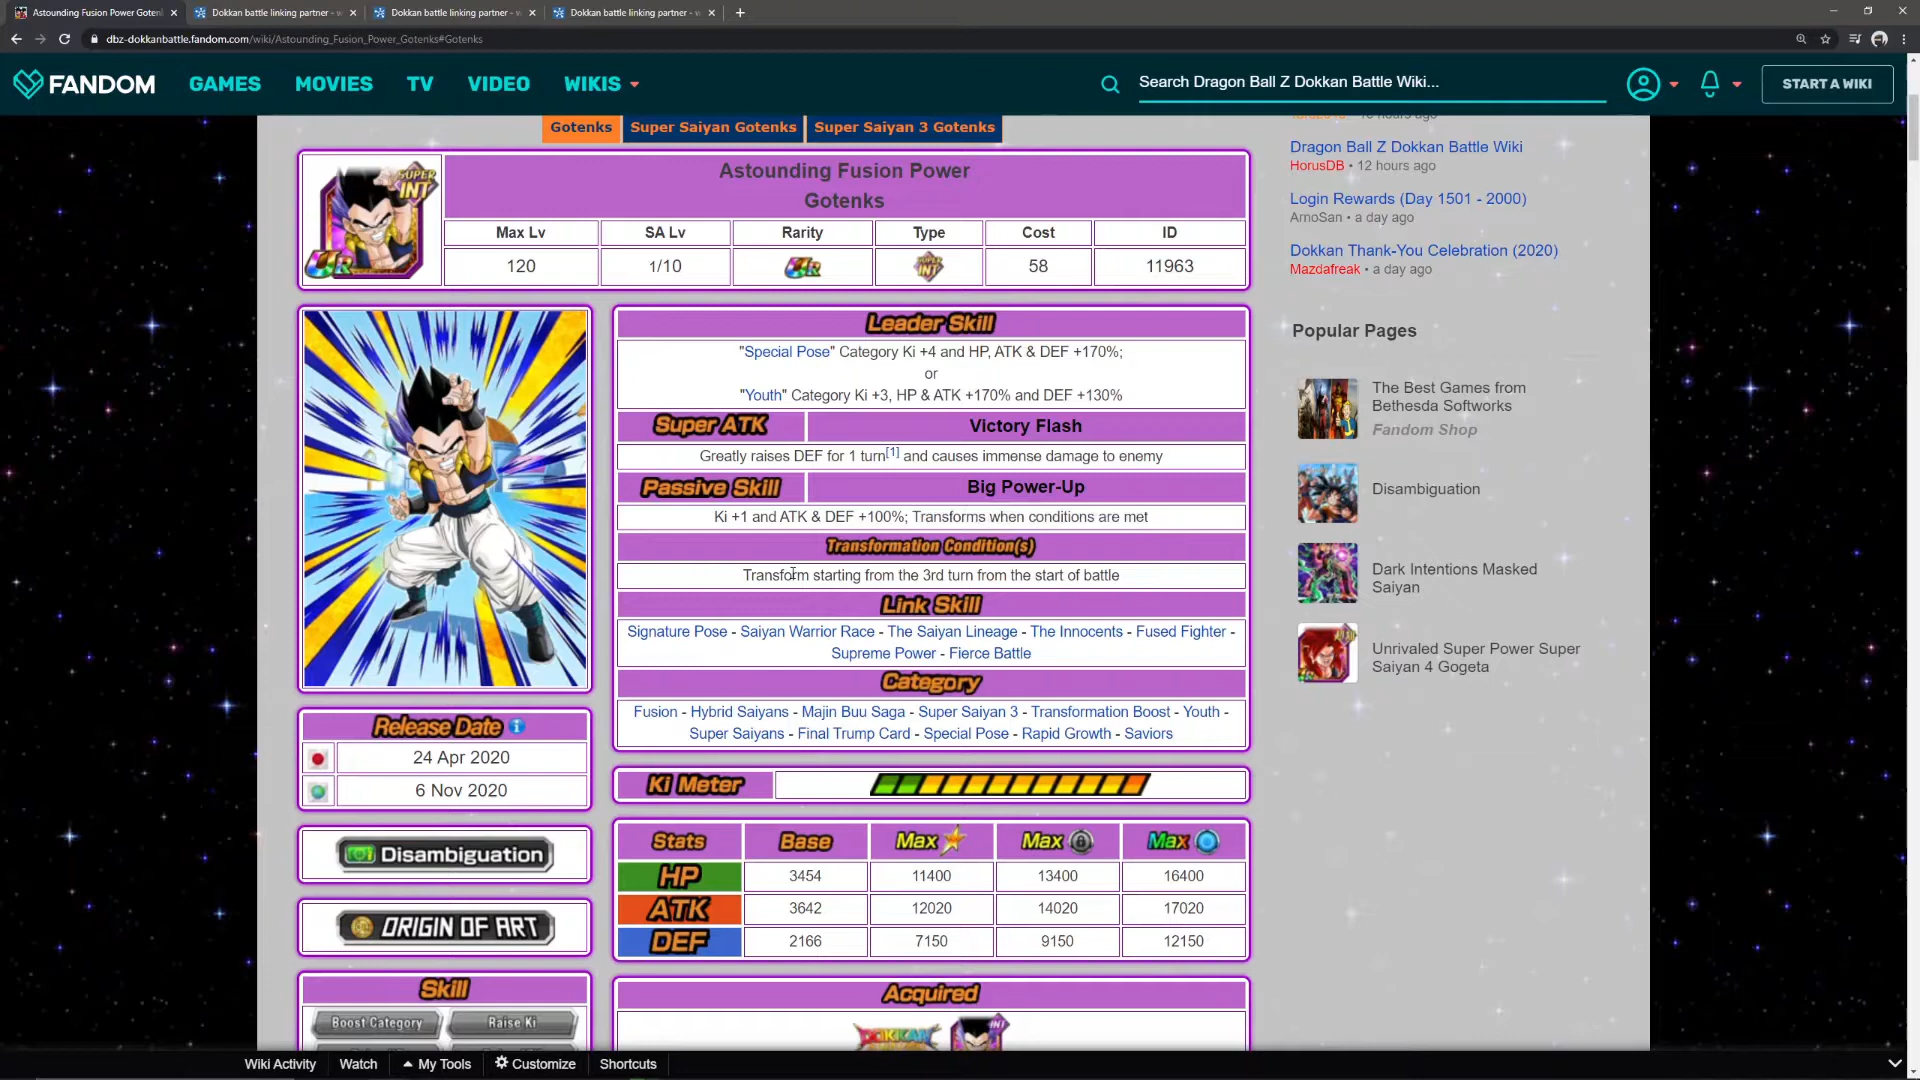 Astounding Fusion Power Goten
Dokkan battle linking partner -
Dokkan battle linking partner -
Dokkan battle linking partner -
dbz-dokkanbattle.fandom.com/wiki/Astounding_Fusion_Power_Gotenks#Gotenks
FANDOM
GAMES
MOVIES
TV
VIDEO
WIKIS
Search Dragon Ball Z Dokkan Battle Wiki...
START A WIKI
Gotenks
Super Saiyan Gotenks
Super Saiyan 3 Gotenks
SUPER INT
UR
Astounding Fusion Power
Gotenks
Max Lv SA Lv Rarity Type Cost ID
120 1/10 UR SUPER INT 58 11963
Leader Skill
"Special Pose" Category Ki +4 and HP, ATK & DEF +170%;
or
"Youth" Category Ki +3, HP & ATK +170% and DEF +130%
Super ATK Victory Flash
Greatly raises DEF for 1 turn[1] and causes immense damage to enemy
Passive Skill Big Power-Up
Ki +1 and ATK & DEF +100%; Transforms when conditions are met
Transformation Condition(s)
Transform starting from the 3rd turn from the start of battle
Link Skill
Signature Pose - Saiyan Warrior Race - The Saiyan Lineage - The Innocents - Fused Fighter -
Supreme Power - Fierce Battle
Category
Fusion - Hybrid Saiyans - Majin Buu Saga - Super Saiyan 3 - Transformation Boost - Youth -
Super Saiyans - Final Trump Card - Special Pose - Rapid Growth - Saviors
Release Date
24 Apr 2020
6 Nov 2020
Disambiguation
ORIGIN OF ART
Skill
Boost Category Raise Ki
Ki Meter
Stats Base Max Max Max
HP 3454 11400 13400 16400
ATK 3642 12020 14020 17020
DEF 2166 7150 9150 12150
Acquired
DOKKAN
INT
Dragon Ball Z Dokkan Battle Wiki
HorusDB • 12 hours ago
Login Rewards (Day 1501 - 2000)
ArnoSan • a day ago
Dokkan Thank-You Celebration (2020)
Mazdafreak • a day ago
Popular Pages
The Best Games from
Bethesda Softworks
Fandom Shop
Disambiguation
Dark Intentions Masked
Saiyan
Unrivaled Super Power Super
Saiyan 4 Gogeta
Wiki Activity
Watch
My Tools
Customize
Shortcuts